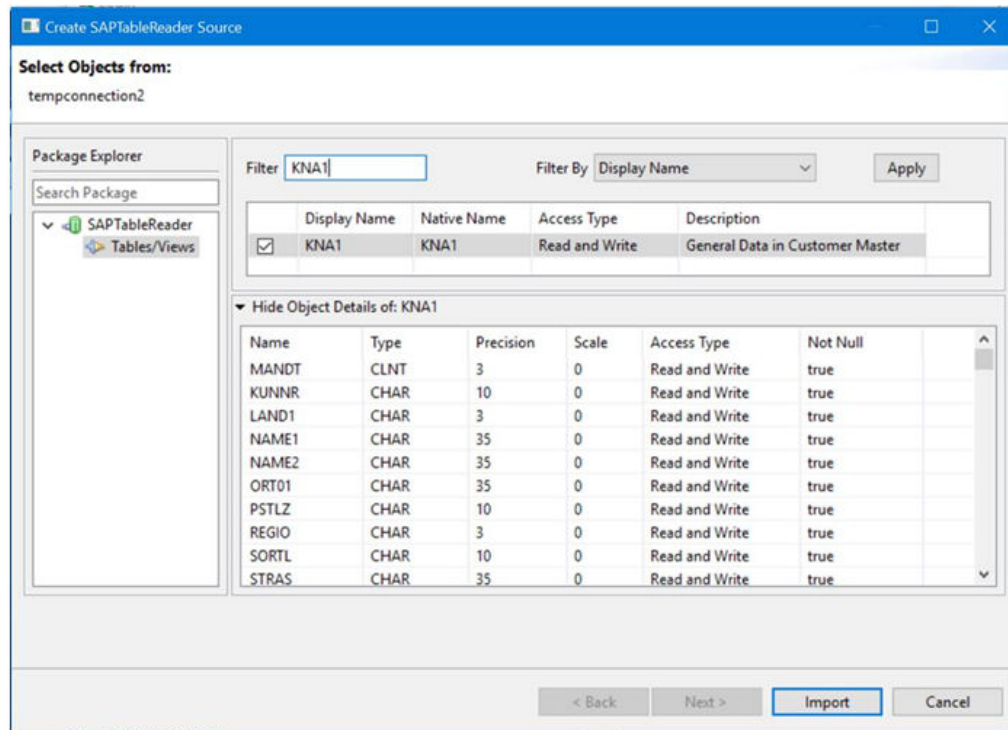 Create SAPTableReader Source
Select Objects from:
tempconnection2
Package Explorer
Search Package
SAPTableReader
Tables/Views
Filter KNA1 Filter By Display Name Apply
Display Name Native Name Access Type Description
KNA1 KNA1 Read and Write General Data in Customer Master
Hide Object Details of: KNA1
Name Type Precision Scale Access Type Not Null
MANDT CLNT 3 0 Read and Write true
KUNNR CHAR 10 0 Read and Write true
LAND1 CHAR 3 0 Read and Write true
NAME1 CHAR 35 0 Read and Write true
NAME2 CHAR 35 0 Read and Write true
ORT01 CHAR 35 0 Read and Write true
PSTLZ CHAR 10 0 Read and Write true
REGIO CHAR 3 0 Read and Write true
SORTL CHAR 10 0 Read and Write true
STRAS CHAR 35 0 Read and Write true
< Back Next > Import Cancel